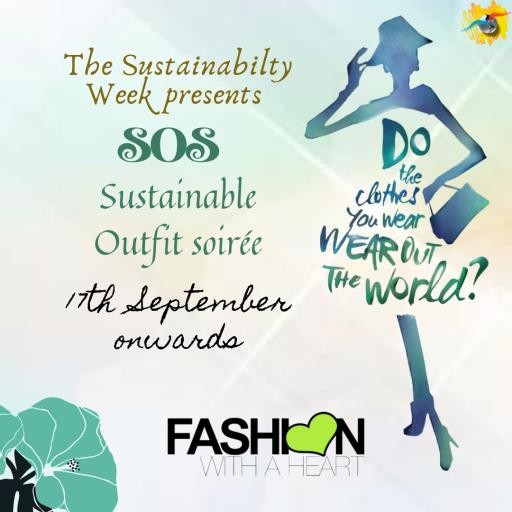 The Sustainabilty
Week presents
SOS
Sustainable
Outfit soirée
17th September
onwards
Do
the
clothes
You wear
WEAR OUT
THE World?
FASHION
WITH A HEART